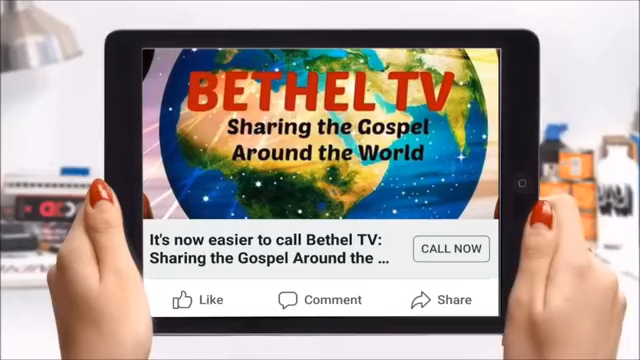 BETHEL TV
Sharing the Gospel
Around the World
It's now easier to call Bethel TV:
Sharing the Gospel Around the ...
CALL NOW
Like
Comment
Share